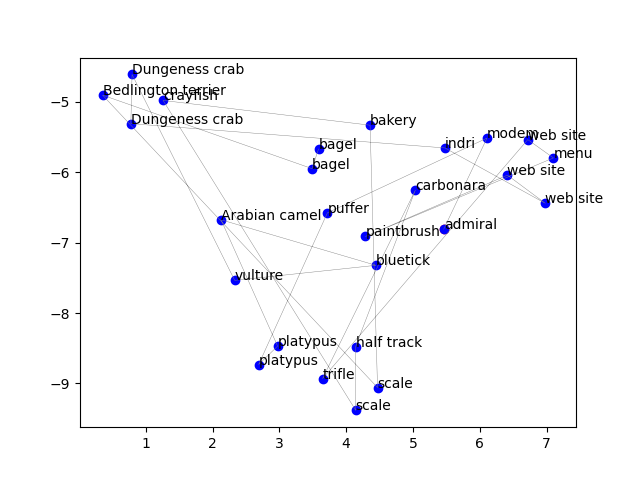 Dungeness crab
Bedlington terrier
crayfish
Dungeness crab
bakery
bagel
bagel
indri
modem
web site
menu
web site
web site
carbonara
puffer
Arabian camel
paintbrush
admiral
bluetick
vulture
platypus
platypus
half track
trifle
scale
scale
−5
−6
−7
−8
−9
1 2 3 4 5 6 7